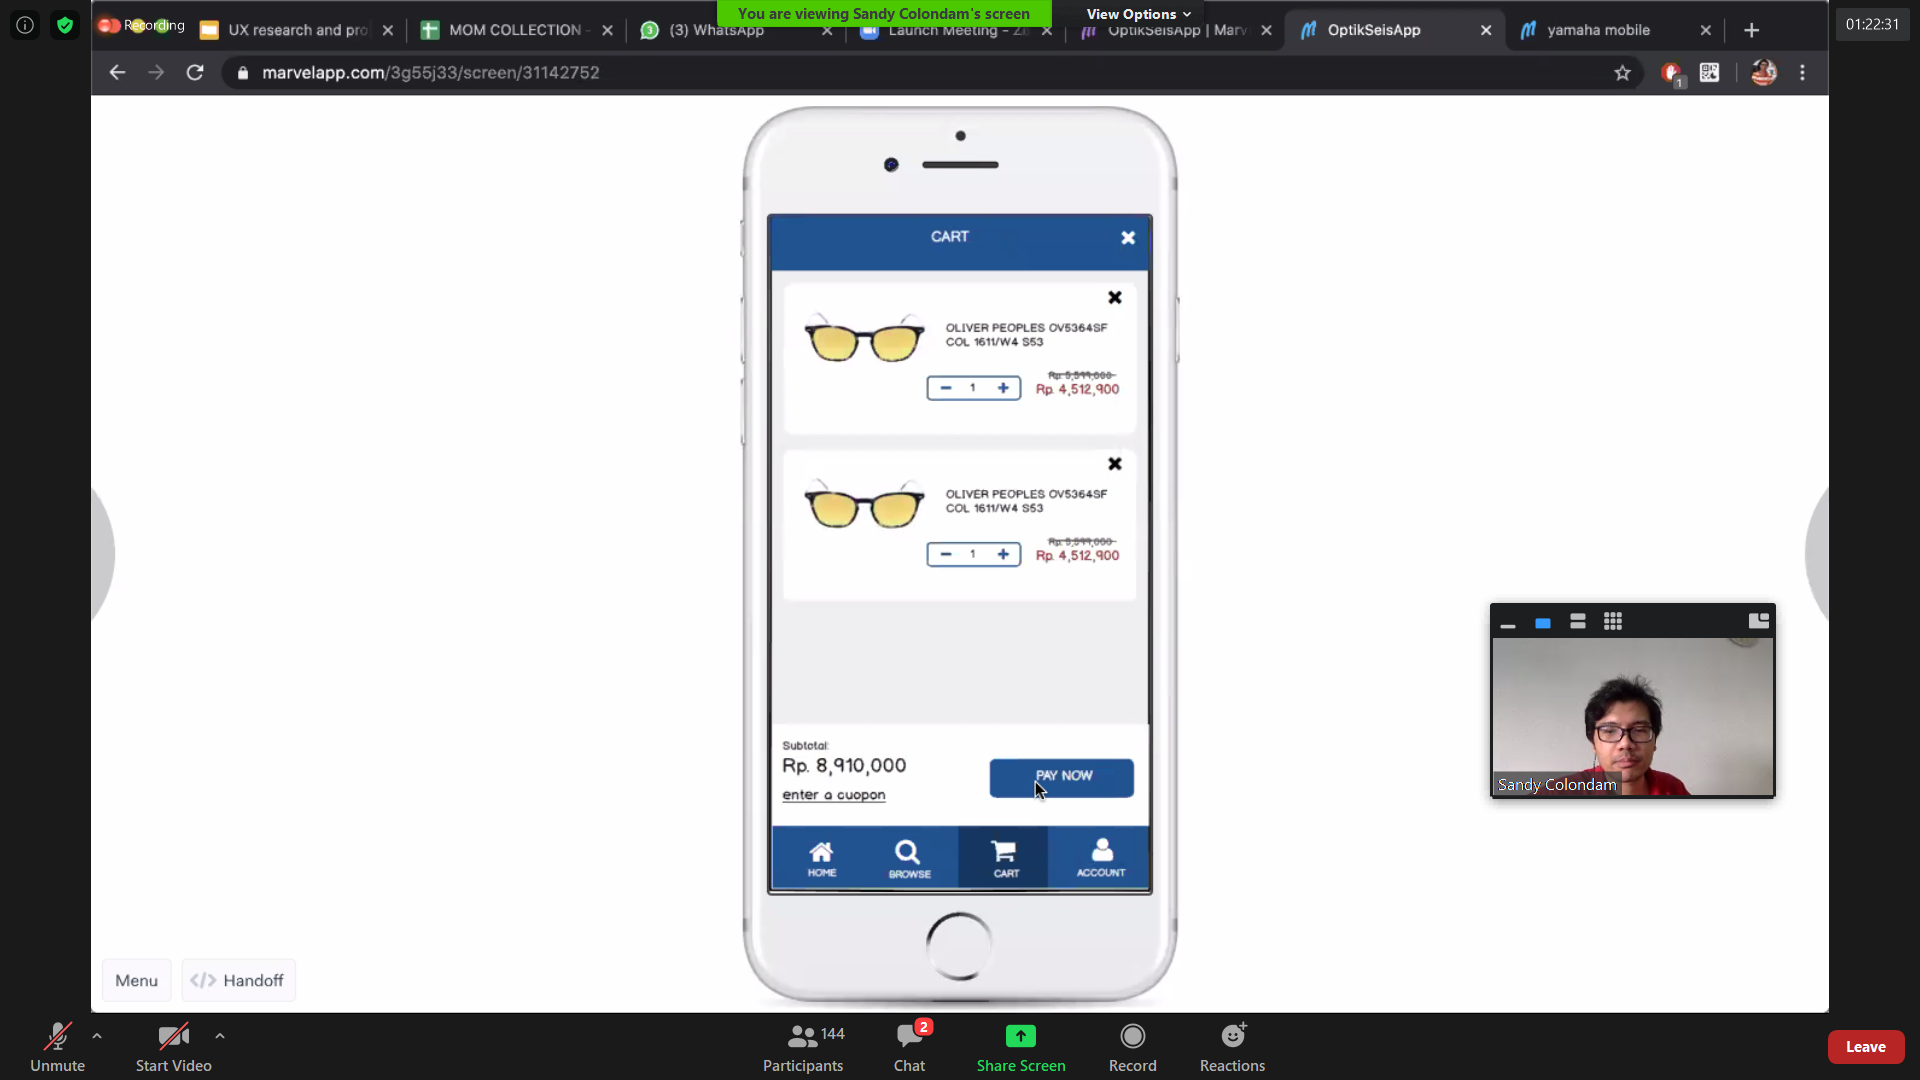 Recording
UX research and pro
MOM COLLECTION -
(3) WhatsApp
Launch Meeting - Z
OptikSeisApp | Marv
OptikSeisApp
yamaha mobile
You are viewing Sandy Colondam's screen
View Options
01:22:31
marvelapp.com/3g55j33/screen/31142752
1
CART
OLIVER PEOPLES OV5364SF
COL 1611/W4 S53
Rp. 5,599,000
1
Rp. 4,512,900
OLIVER PEOPLES OV5364SF
COL 1611/W4 S53
Rp. 5,599,000
1
Rp. 4,512,900
Subtotal:
Rp. 8,910,000
PAY NOW
enter a cuopon
HOME
BROWSE
CART
ACCOUNT
Sandy Colondam
Menu
</> Handoff
Unmute
Start Video
144
Participants
2
Chat
Share Screen
Record
Reactions
Leave